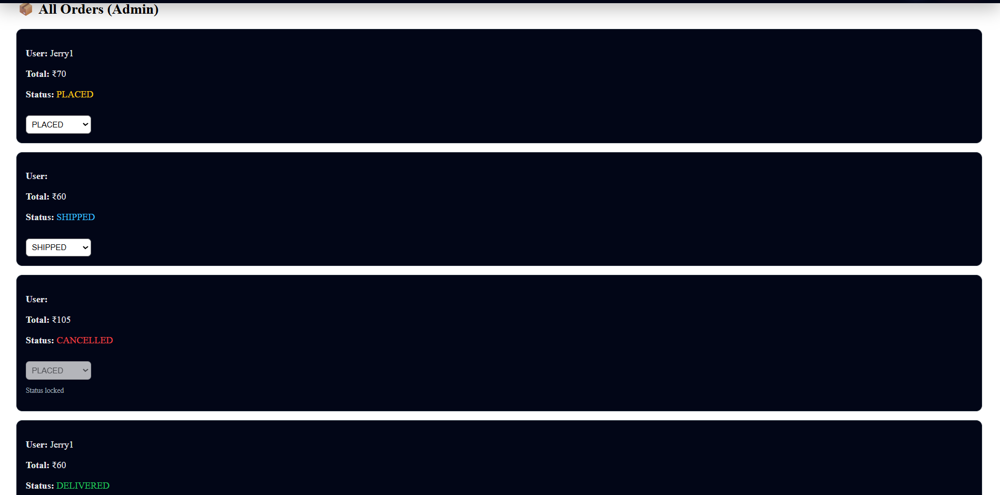 📦 All Orders (Admin)
User: Jerry1
Total: ₹70
Status: PLACED
PLACED
User:
Total: ₹60
Status: SHIPPED
SHIPPED
User:
Total: ₹105
Status: CANCELLED
PLACED
Status locked
User: Jerry1
Total: ₹60
Status: DELIVERED